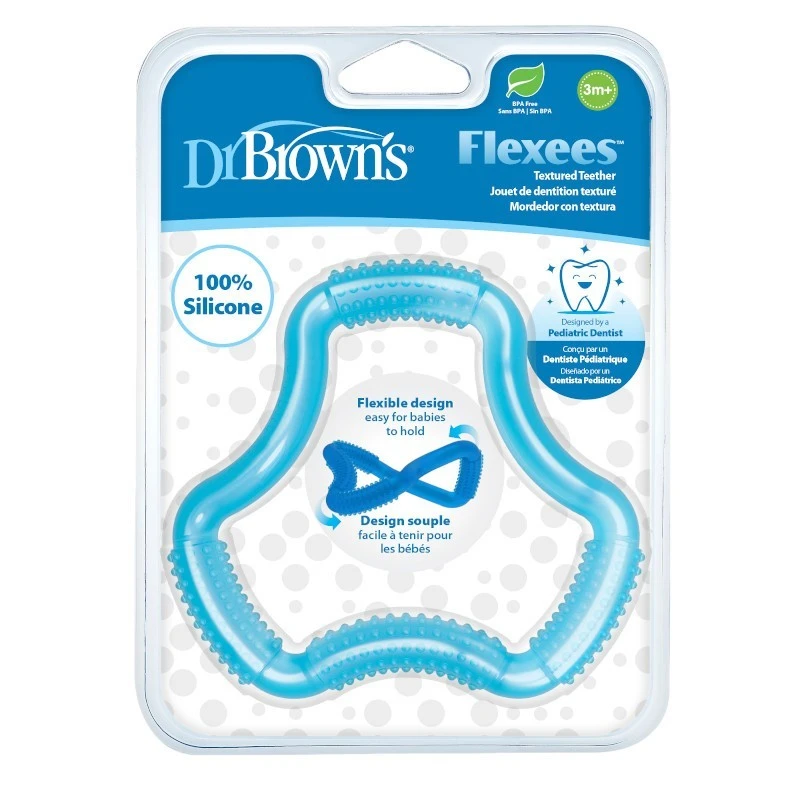 BPA Free
Sans BPA | Sin BPA
3m+
Dr Brown's®
Flexees™
Textured Teether
Jouet de dentition texturé
Mordedor con textura
100%
Silicone
Designed by a
Pediatric Dentist
Conçu par un
Dentiste Pédiatrique
Diseñado por un
Dentista Pediátrico
Flexible design
easy for babies
to hold
Design souple
facile à tenir pour
les bébés